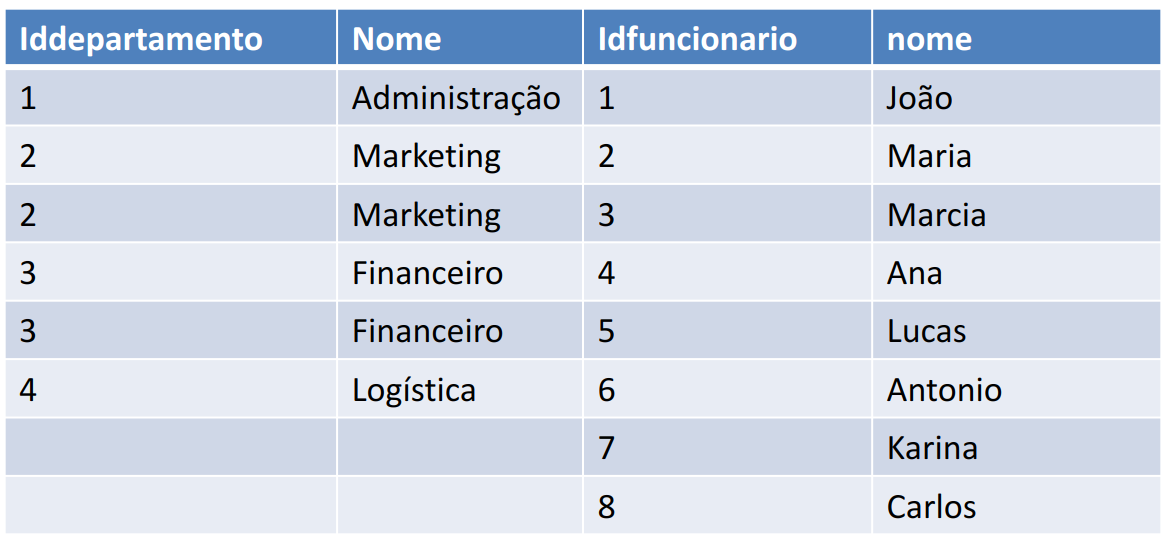 Iddepartamento Nome Idfuncionario nome
1 Administração 1 João
2 Marketing 2 Maria
2 Marketing 3 Marcia
3 Financeiro 4 Ana
3 Financeiro 5 Lucas
4 Logística 6 Antonio
7 Karina
8 Carlos